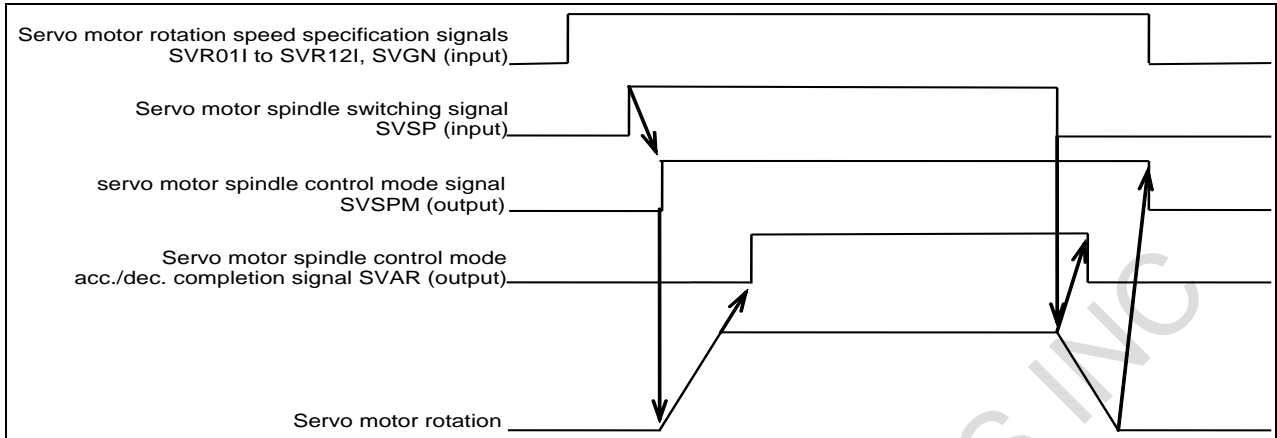 Servo motor rotation speed specification signals
SVR01I to SVR12I, SVGN (input)
Servo motor spindle switching signal
SVSP (input)
servo motor spindle control mode signal
SVSPM (output)
Servo motor spindle control mode
acc./dec. completion signal SVAR (output)
Servo motor rotation
S INC